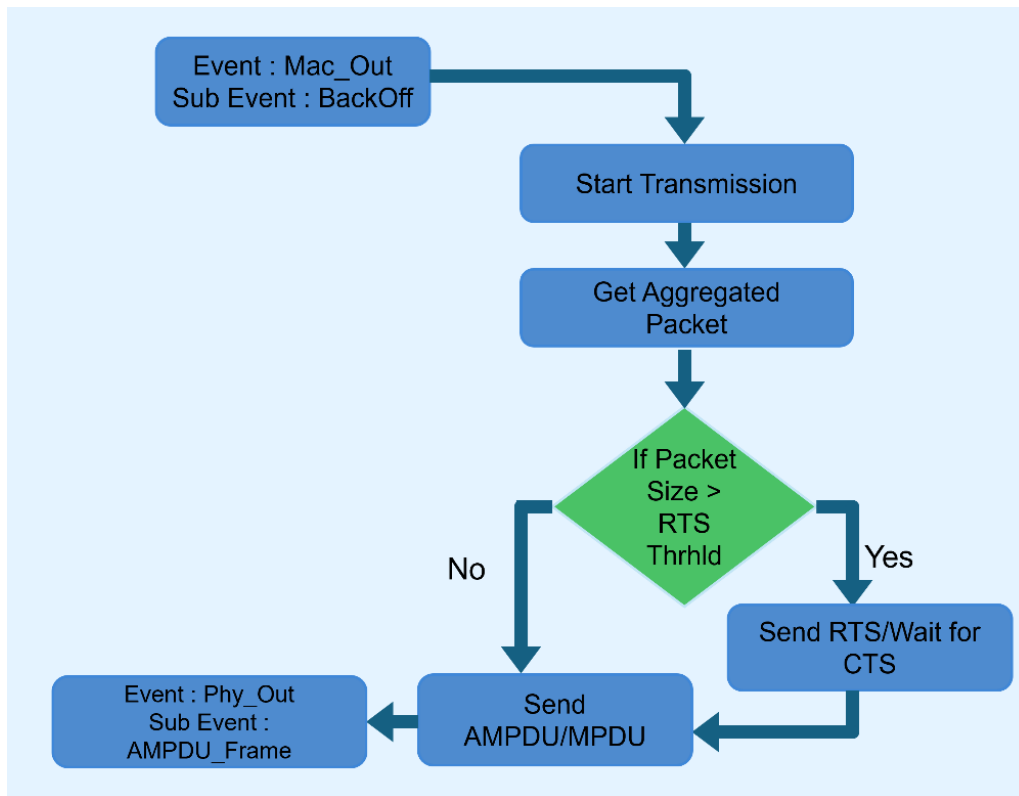 Event : Mac_Out
Sub Event : BackOff
Start Transmission
Get Aggregated
Packet
If Packet
Size >
RTS
Thrhld
No
Yes
Send RTS/Wait for
CTS
Send
AMPDU/MPDU
Event : Phy_Out
Sub Event :
AMPDU_Frame